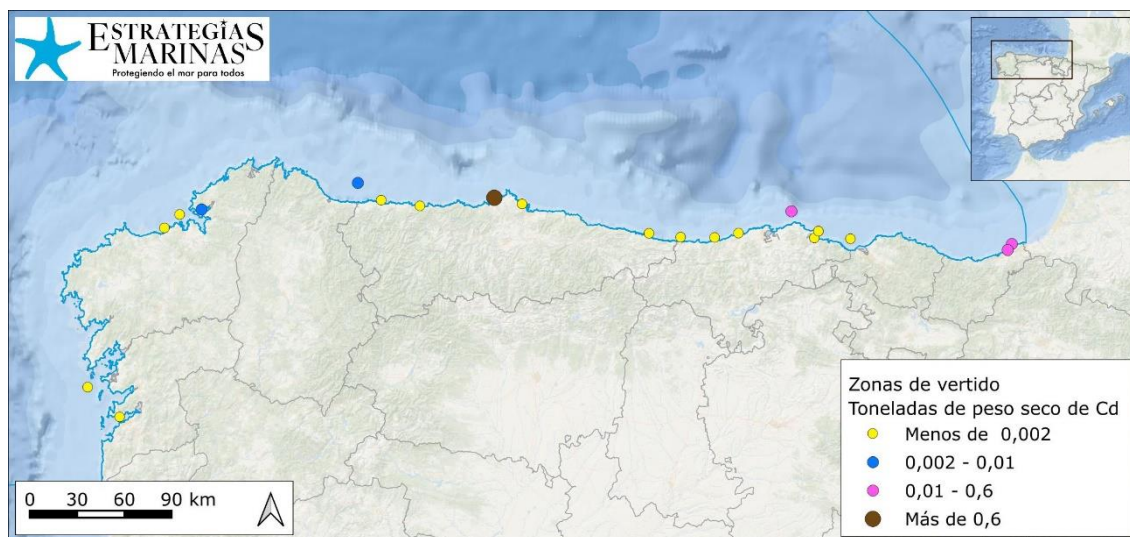 ESTRATEGIAS
MARINAS
Protegiendo el mar para todos
Zonas de vertido
Toneladas de peso seco de Cd
Menos de 0,002
0,002 - 0,01
0,01 - 0,6
Más de 0,6
0 30 60 90 km